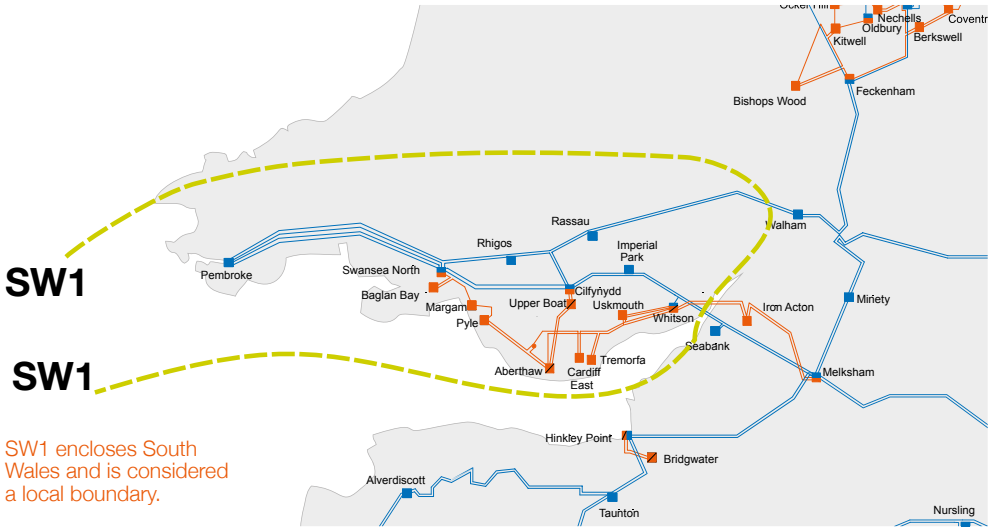 Ocker Hill
Nechells
Coventr
Oldbury
Kitwell
Berkswell
Bishops Wood
Feckenham
Rassau
Walham
Imperial
Park
Rhigos
SW1
Pembroke
Swansea North
Cilfynydd
Baglan Bay
Minety
Margam
Upper Boat
Uskmouth
Iron Acton
Pyle
Whitson
Seabank
SW1
Aberthaw
Cardiff
East
Tremorfa
Melksham
SW1 encloses South
Wales and is considered
a local boundary.
Hinkley Point
Bridgwater
Alverdiscott
Taunton
Nursling